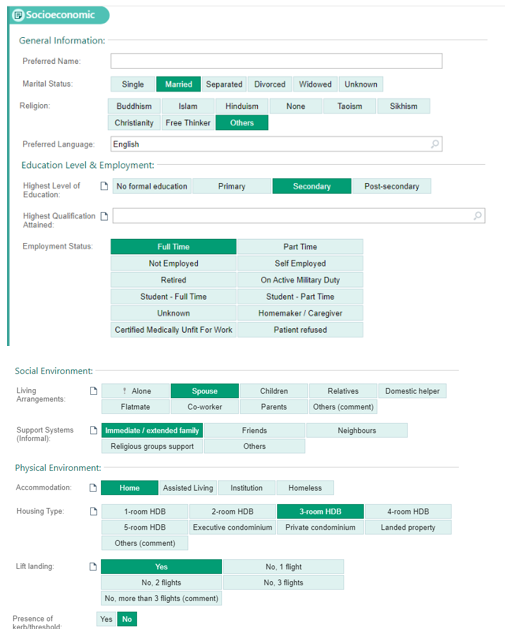 Socioeconomic
General Information:
Preferred Name:
Marital Status: Single Married Separated Divorced Widowed Unknown
Religion: Buddhism Islam Hinduism None Taoism Sikhism
Christianity Free Thinker Others
Preferred Language: English
Education Level & Employment:
Highest Level of Education: No formal education Primary Secondary Post-secondary
Highest Qualification Attained:
Employment Status: Full Time Part Time
Not Employed Self Employed
Retired On Active Military Duty
Student - Full Time Student - Part Time
Unknown Homemaker / Caregiver
Certified Medically Unfit For Work Patient refused
Social Environment:
Living Arrangements: ! Alone Spouse Children Relatives Domestic helper
Flatmate Co-worker Parents Others (comment)
Support Systems (Informal): Immediate / extended family Friends Neighbours
Religious groups support Others
Physical Environment:
Accommodation: Home Assisted Living Institution Homeless
Housing Type: 1-room HDB 2-room HDB 3-room HDB 4-room HDB
5-room HDB Executive condominium Private condominium Landed property
Others (comment)
Lift landing: Yes No, 1 flight
No, 2 flights No, 3 flights
No, more than 3 flights (comment)
Presence of kerb/threshold: Yes No